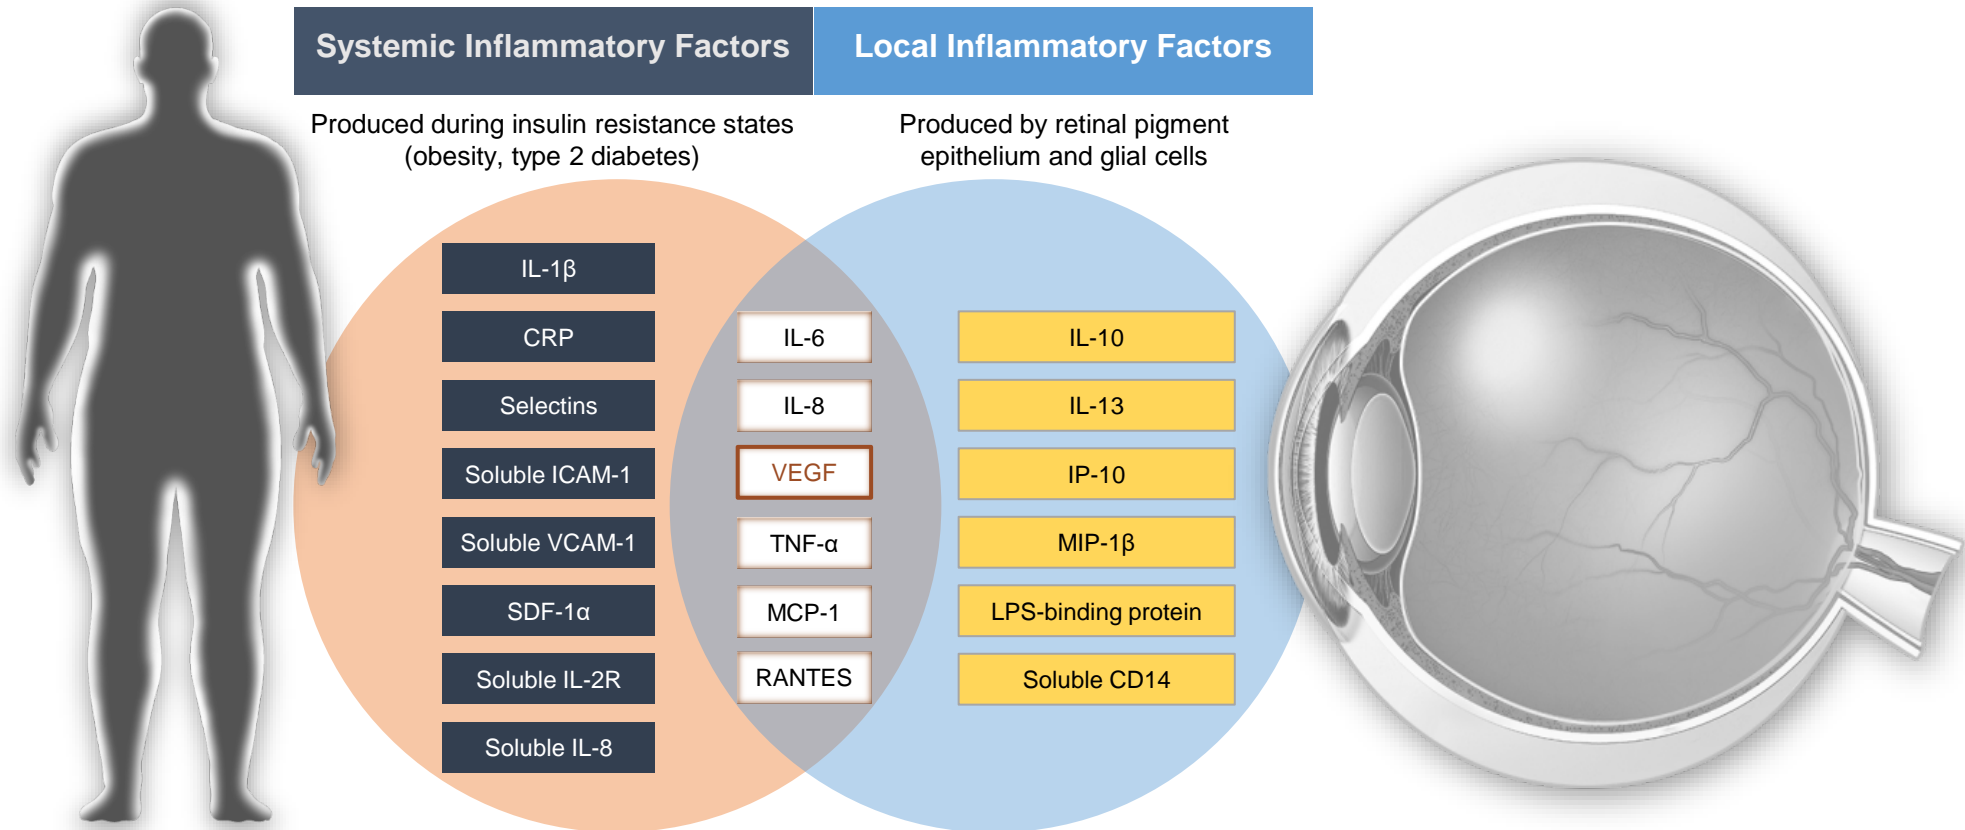 Systemic Inflammatory Factors
Local Inflammatory Factors
Produced during insulin resistance states
(obesity, type 2 diabetes)
Produced by retinal pigment
epithelium and glial cells
IL-1β
CRP
Selectins
Soluble ICAM-1
Soluble VCAM-1
SDF-1α
Soluble IL-2R
Soluble IL-8
IL-6
IL-8
VEGF
TNF-α
MCP-1
RANTES
IL-10
IL-13
IP-10
MIP-1β
LPS-binding protein
Soluble CD14